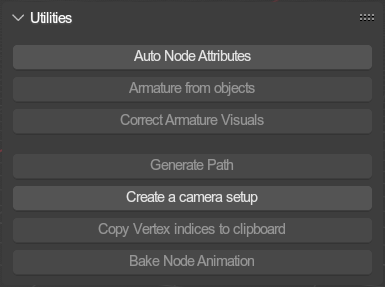 Utilities
Auto Node Attributes
Armature from objects
Correct Armature Visuals
Generate Path
Create a camera setup
Copy Vertex indices to clipboard
Bake Node Animation